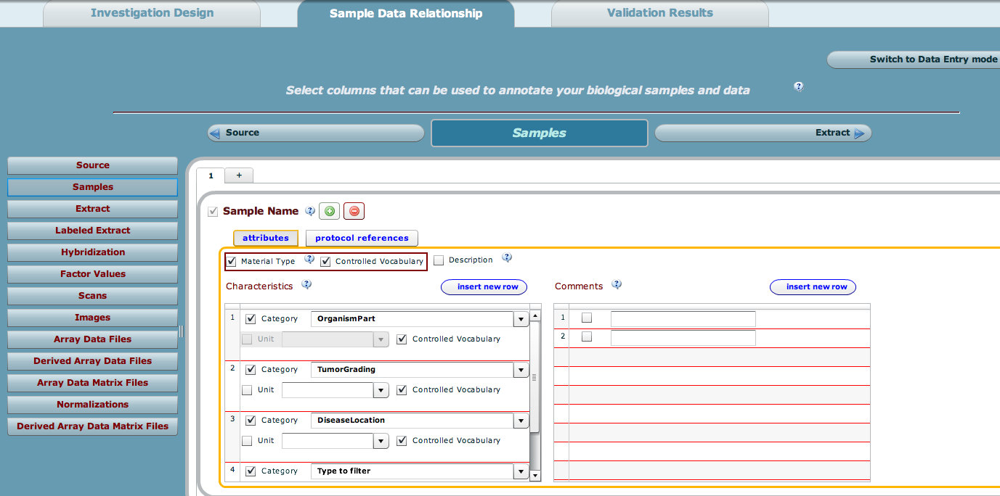 Investigation Design
Sample Data Relationship
Validation Results
Switch to Data Entry mode
Select columns that can be used to annotate your biological samples and data
?
Source
Samples
Extract
Source
Samples
Extract
Labeled Extract
Hybridization
Factor Values
Scans
Images
Array Data Files
Derived Array Data Files
Array Data Matrix Files
Normalizations
Derived Array Data Matrix Files
1
+
Sample Name ?
attributes
protocol references
Material Type ? Controlled Vocabulary
Description ?
Characteristics ?
insert new row
1 Category OrganismPart
Unit Controlled Vocabulary
2 Category TumorGrading
Unit Controlled Vocabulary
3 Category DiseaseLocation
Unit Controlled Vocabulary
4 Category Type to filter
Comments ?
insert new row
1
2